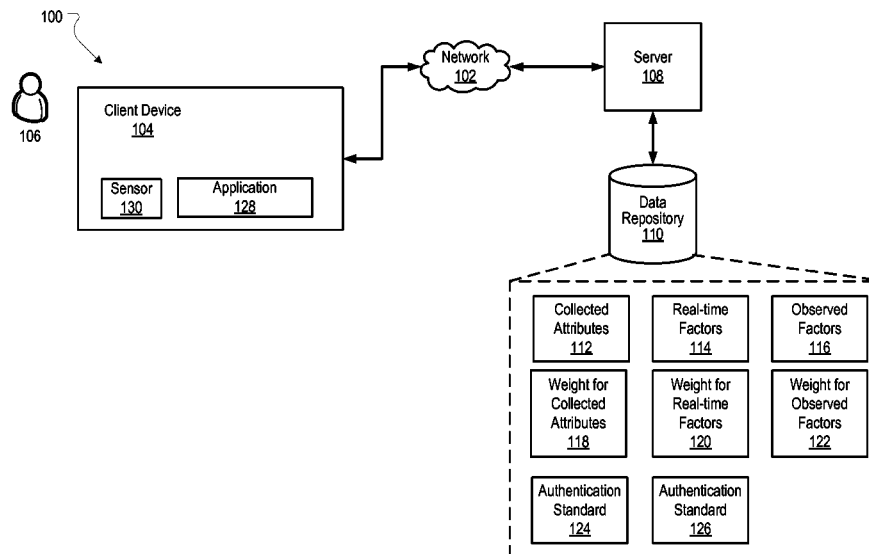 100
106
Client Device
104
Sensor
130
Application
128
Network
102
Server
108
Data
Repository
110
Collected
Attributes
112
Real-time
Factors
114
Observed
Factors
116
Weight for
Collected
Attributes
118
Weight for
Real-time
Factors
120
Weight for
Observed
Factors
122
Authentication
Standard
124
Authentication
Standard
126